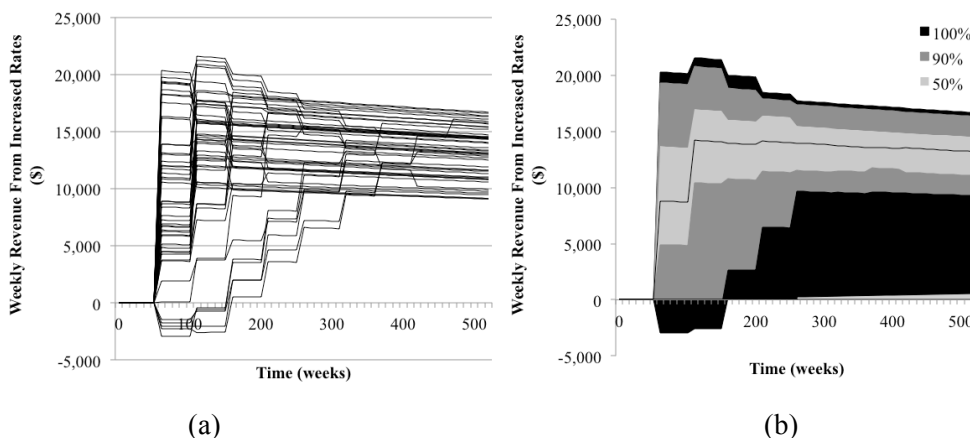 Weekly Revenue From Increased Rates
($)
25,000
20,000
15,000
10,000
5,000
0
-5,000
0 100 200 300 400 500
Time (weeks)
(a)
Weekly Revenue From Increased Rates
($)
25,000
20,000
15,000
10,000
5,000
0
-5,000
0 200 300 400 500
Time (weeks)
100%
90%
50%
(b)